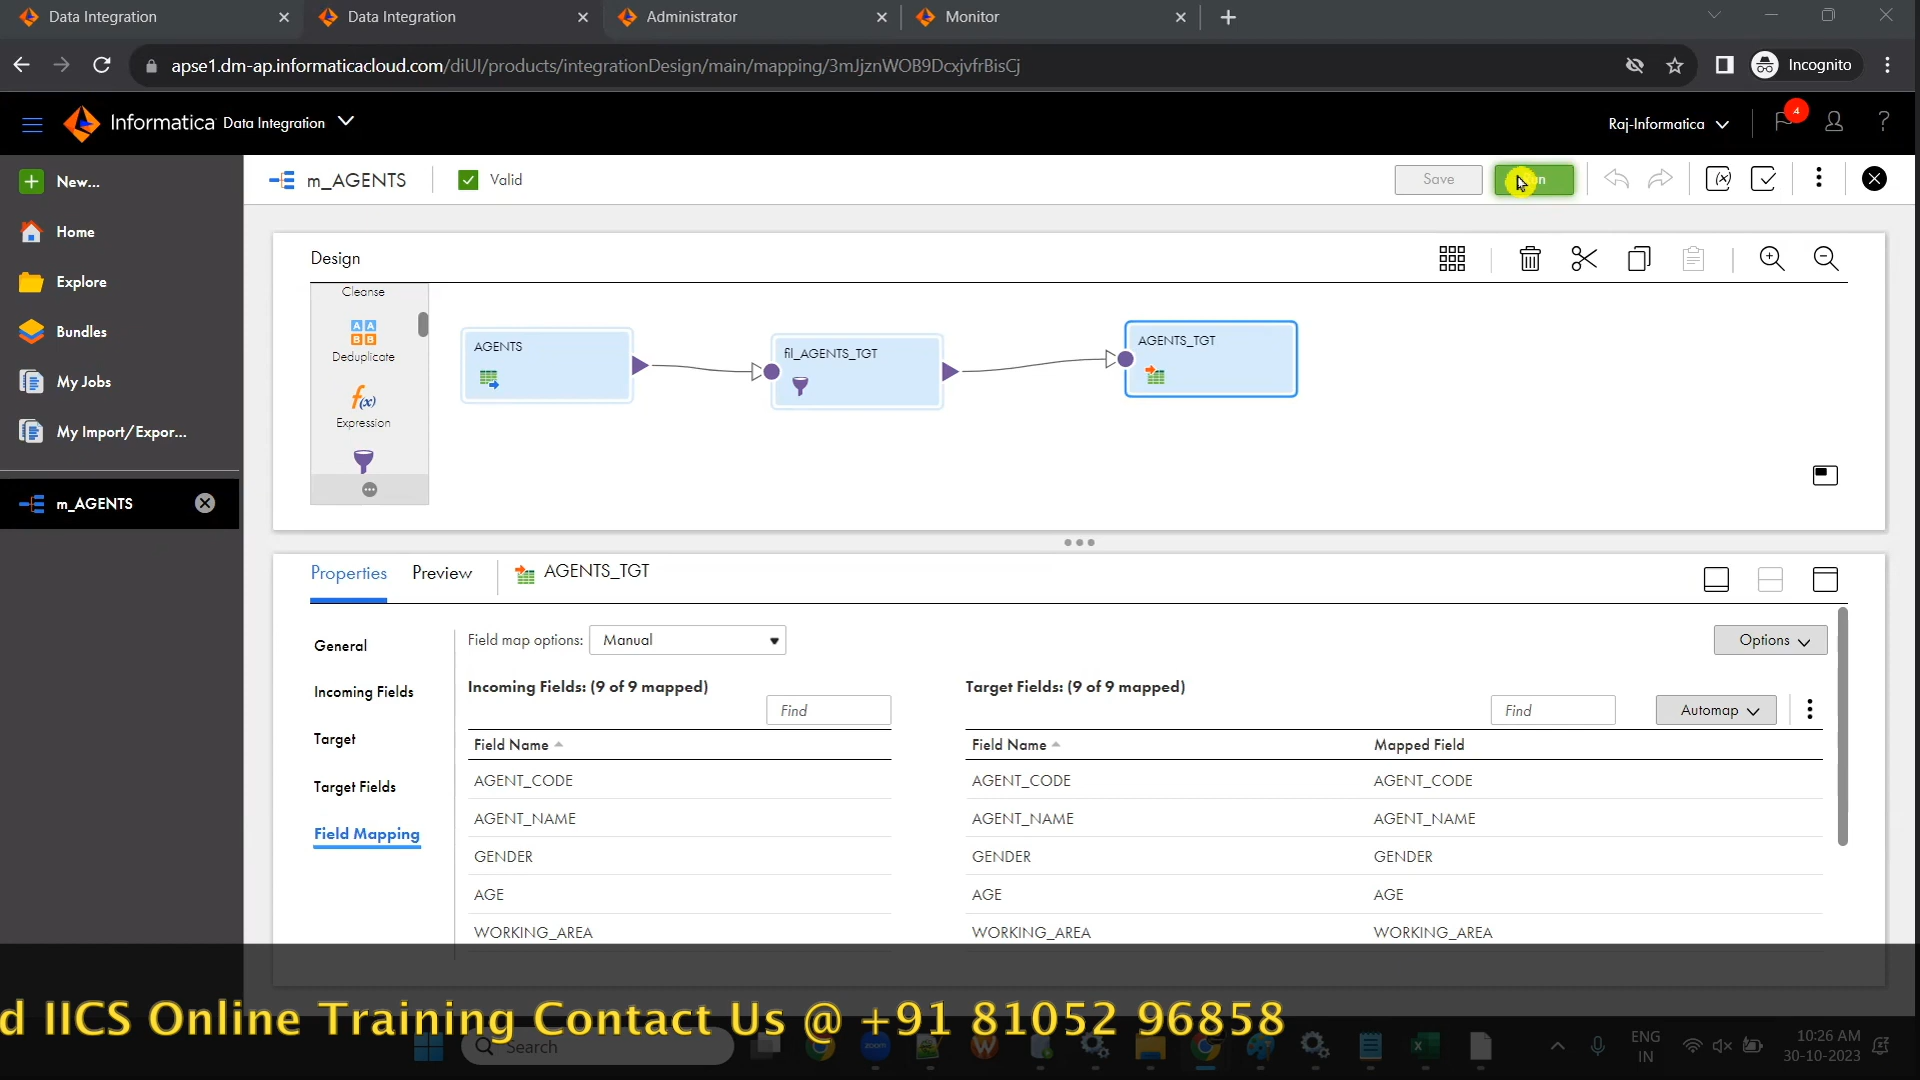 Data Integration
Data Integration
Administrator
Monitor
apse1.dm-ap.informaticacloud.com/diUI/products/integrationDesign/main/mapping/3mJjznWOB9DcxjvfrBisCj
Incognito
Informatica Data Integration
Raj-Informatica
4
?
New...
Home
Explore
Bundles
My Jobs
My Import/Expor...
m_AGENTS
m_AGENTS
Valid
Save
Design
Cleanse
Deduplicate
f(x)
Expression
AGENTS
fil_AGENTS_TGT
AGENTS_TGT
Properties
Preview
AGENTS_TGT
General
Incoming Fields
Target
Target Fields
Field Mapping
Field map options:
Manual
Options
Incoming Fields: (9 of 9 mapped)
Find
Target Fields: (9 of 9 mapped)
Find
Automap
Field Name
Field Name
Mapped Field
AGENT_CODE
AGENT_CODE
AGENT_CODE
AGENT_NAME
AGENT_NAME
AGENT_NAME
GENDER
GENDER
GENDER
AGE
AGE
AGE
WORKING_AREA
WORKING_AREA
WORKING_AREA
d IICS Online Training Contact Us @ +91 81052 96858
Search
zoom
ENG
IN
10:26 AM
30-10-2023